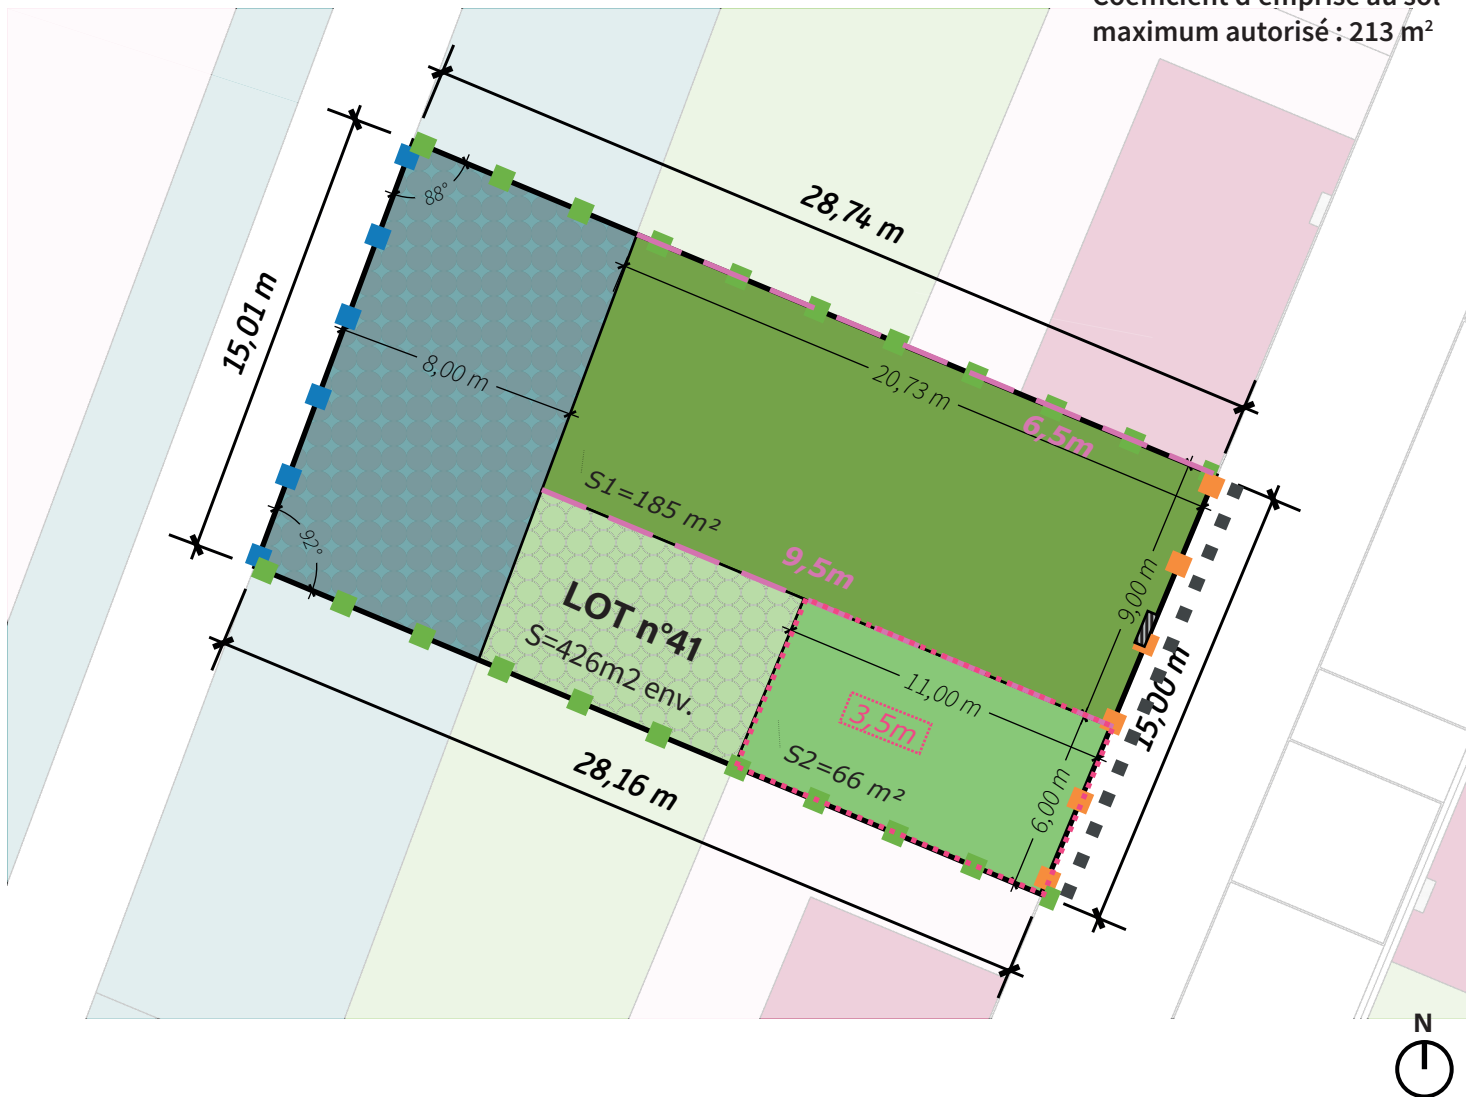 Coefficient d'emprise au sol
maximum autorisé : 213 m²
28,74 m
88°
15,01 m
8,00 m
20,73 m
6,5m
S1=185 m²
9,5m
92°
9,00 m
LOT n°41
S=426m2 env.
15,00 m
11,00 m
3,5m
S2=66 m²
6,00 m
28,16 m
N